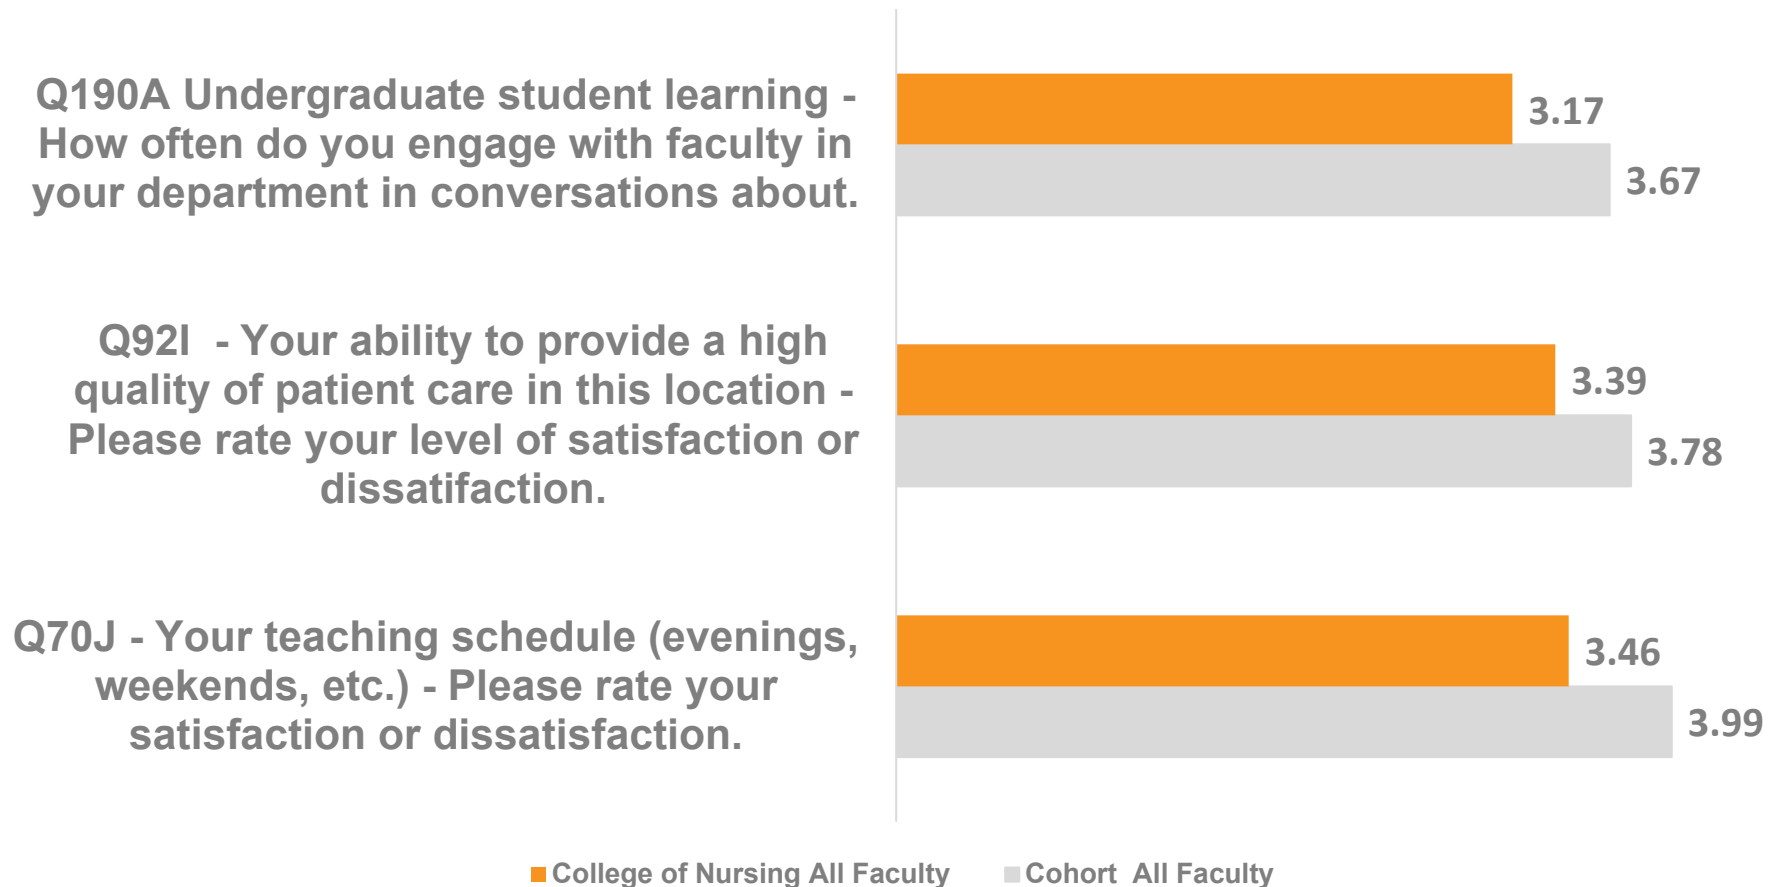 Q190A Undergraduate student learning -
How often do you engage with faculty in
your department in conversations about.
3.17
3.67
Q92I  - Your ability to provide a high
quality of patient care in this location -
Please rate your level of satisfaction or
dissatifaction.
3.39
3.78
Q70J - Your teaching schedule (evenings,
weekends, etc.) - Please rate your
satisfaction or dissatisfaction.
3.46
3.99
College of Nursing All Faculty
Cohort  All Faculty